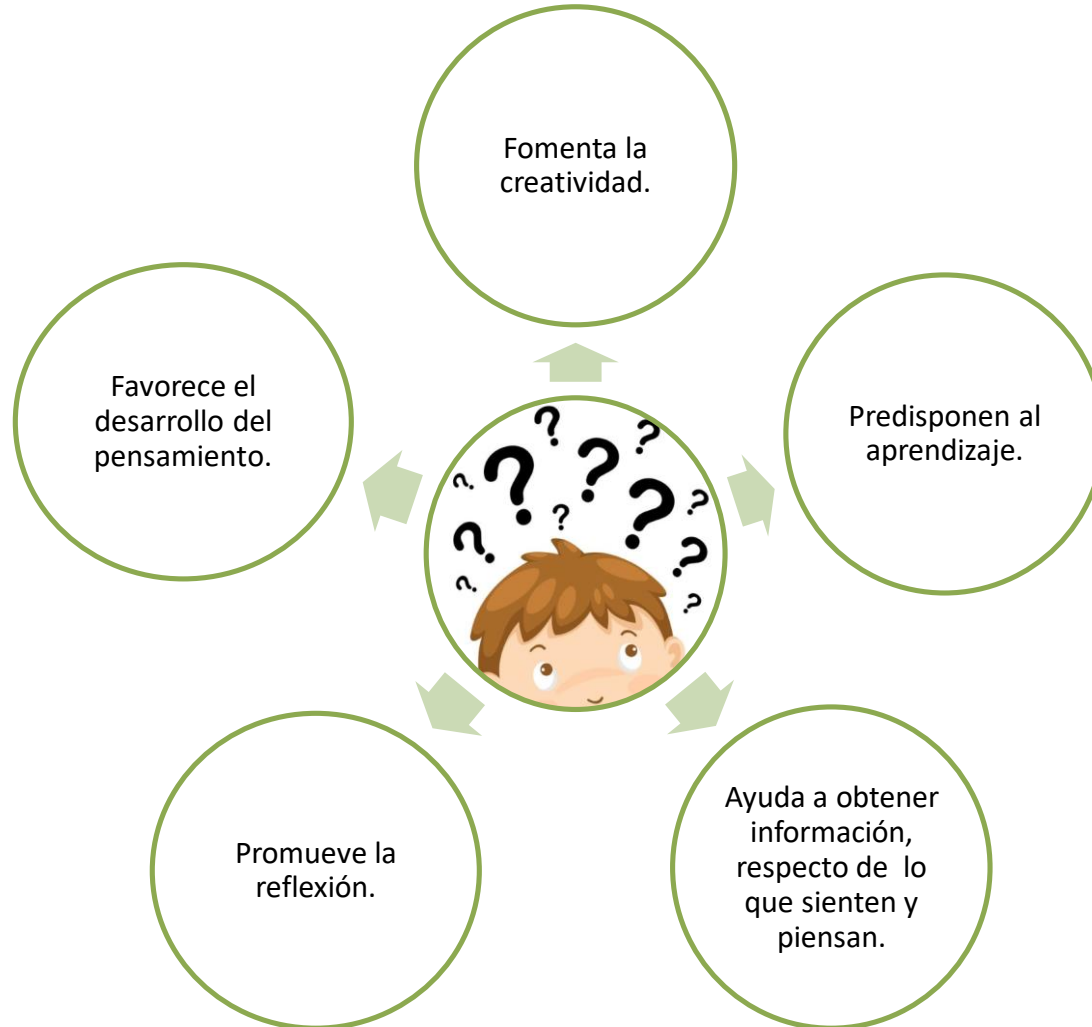 Fomenta la
creatividad.
Favorece el
desarrollo del
pensamiento.
Predisponen al
aprendizaje.
? ? ? ? ? ? ? ? ? ? ? ?
Promueve la
reflexión.
Ayuda a obtener
información,
respecto de lo
que sienten y
piensan.